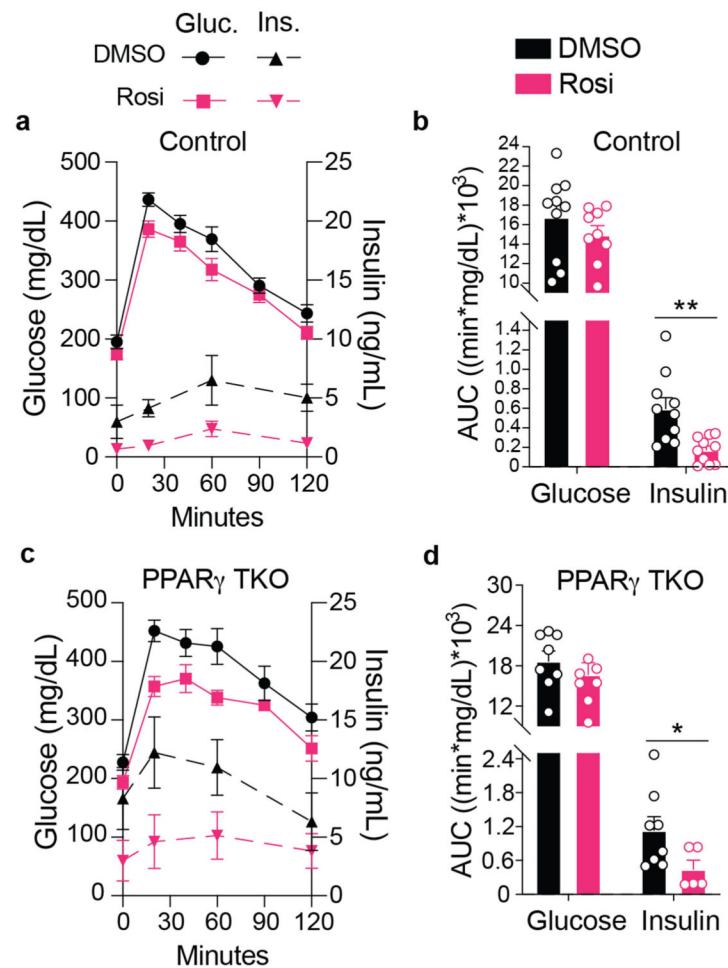 Gluc. Ins.
DMSO
Rosi
DMSO
Rosi
a
Control
500
400
300
200
100
0
Glucose (mg/dL)
25
20
15
10
5
0
Insulin (ng/mL)
0 30 60 90 120
Minutes
b
Control
24
22
20
18
16
14
12
10
1.4
1.2
1.0
0.8
0.6
0.4
0.2
0
AUC ((min*mg/dL)*10³)
**
Glucose Insulin
c
PPARγ TKO
500
400
300
200
100
0
Glucose (mg/dL)
25
20
15
10
5
0
Insulin (ng/mL)
0 30 60 90 120
Minutes
d
PPARγ TKO
30
24
18
12
2.4
1.8
1.2
0.6
0
AUC ((min*mg/dL)*10³)
*
Glucose Insulin